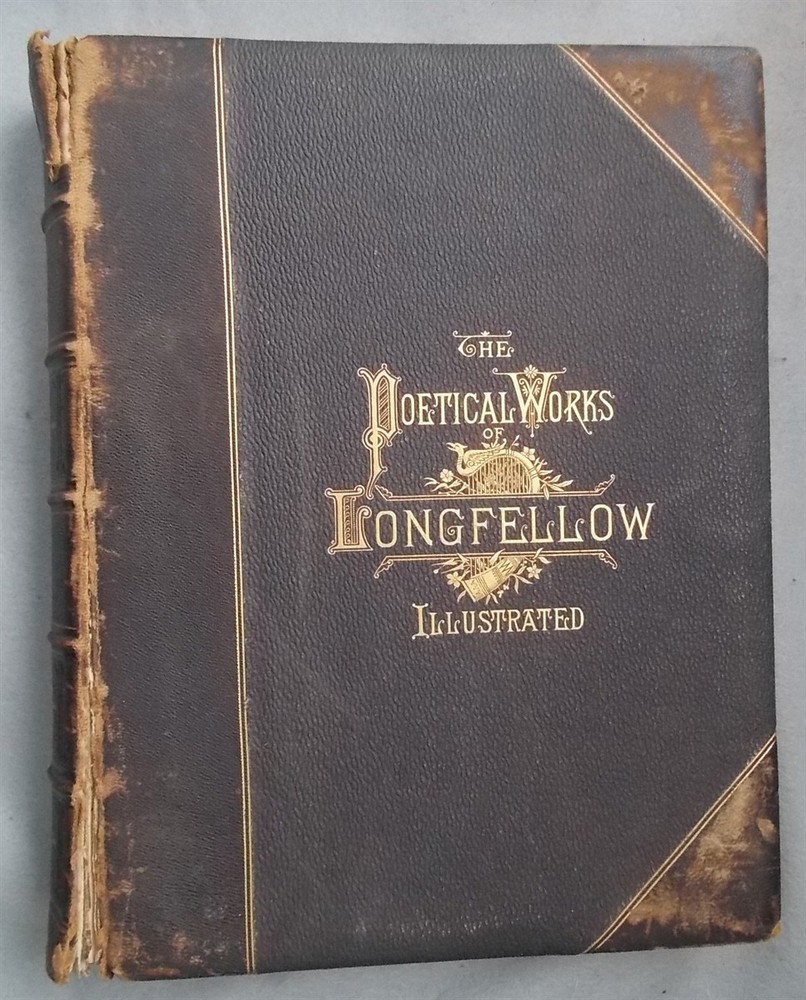 THE
POETICAL WORKS
OF
LONGFELLOW
ILLUSTRATED